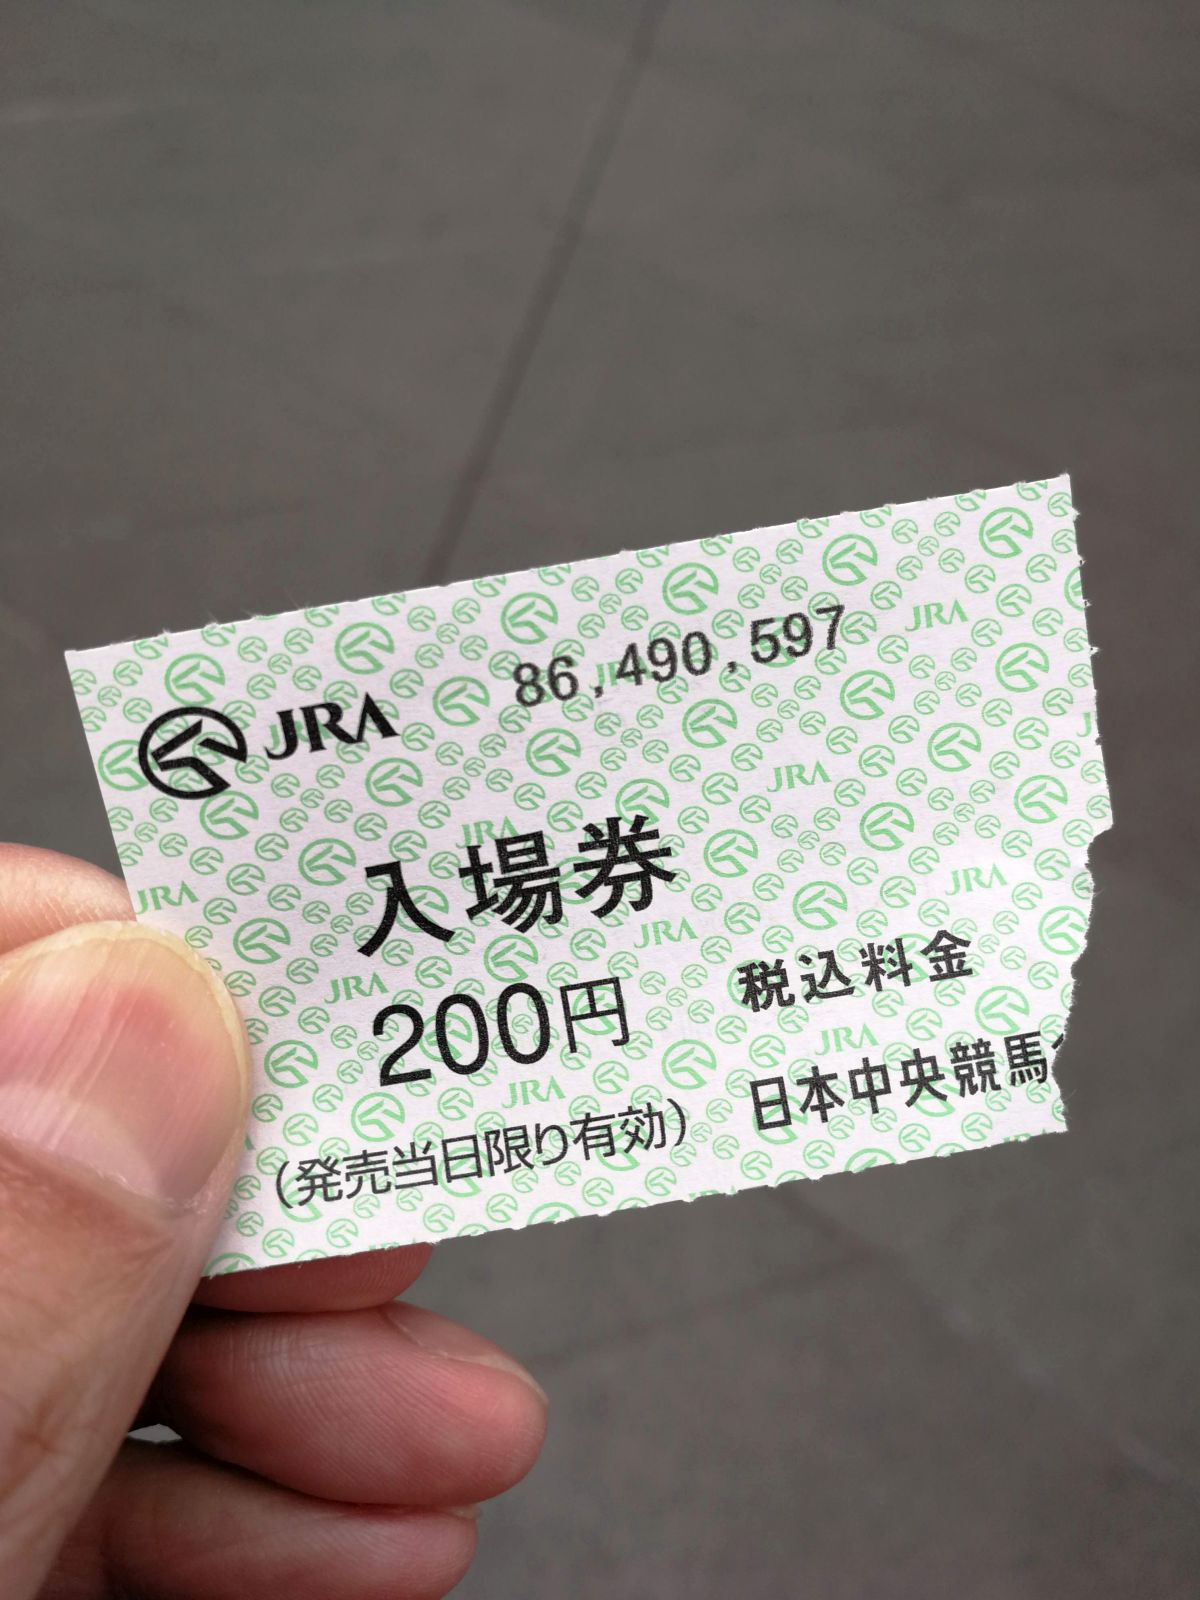 JRA 86,490,597
入場券
200円 税込料金
(発売当日限り有効) 日本中央競馬